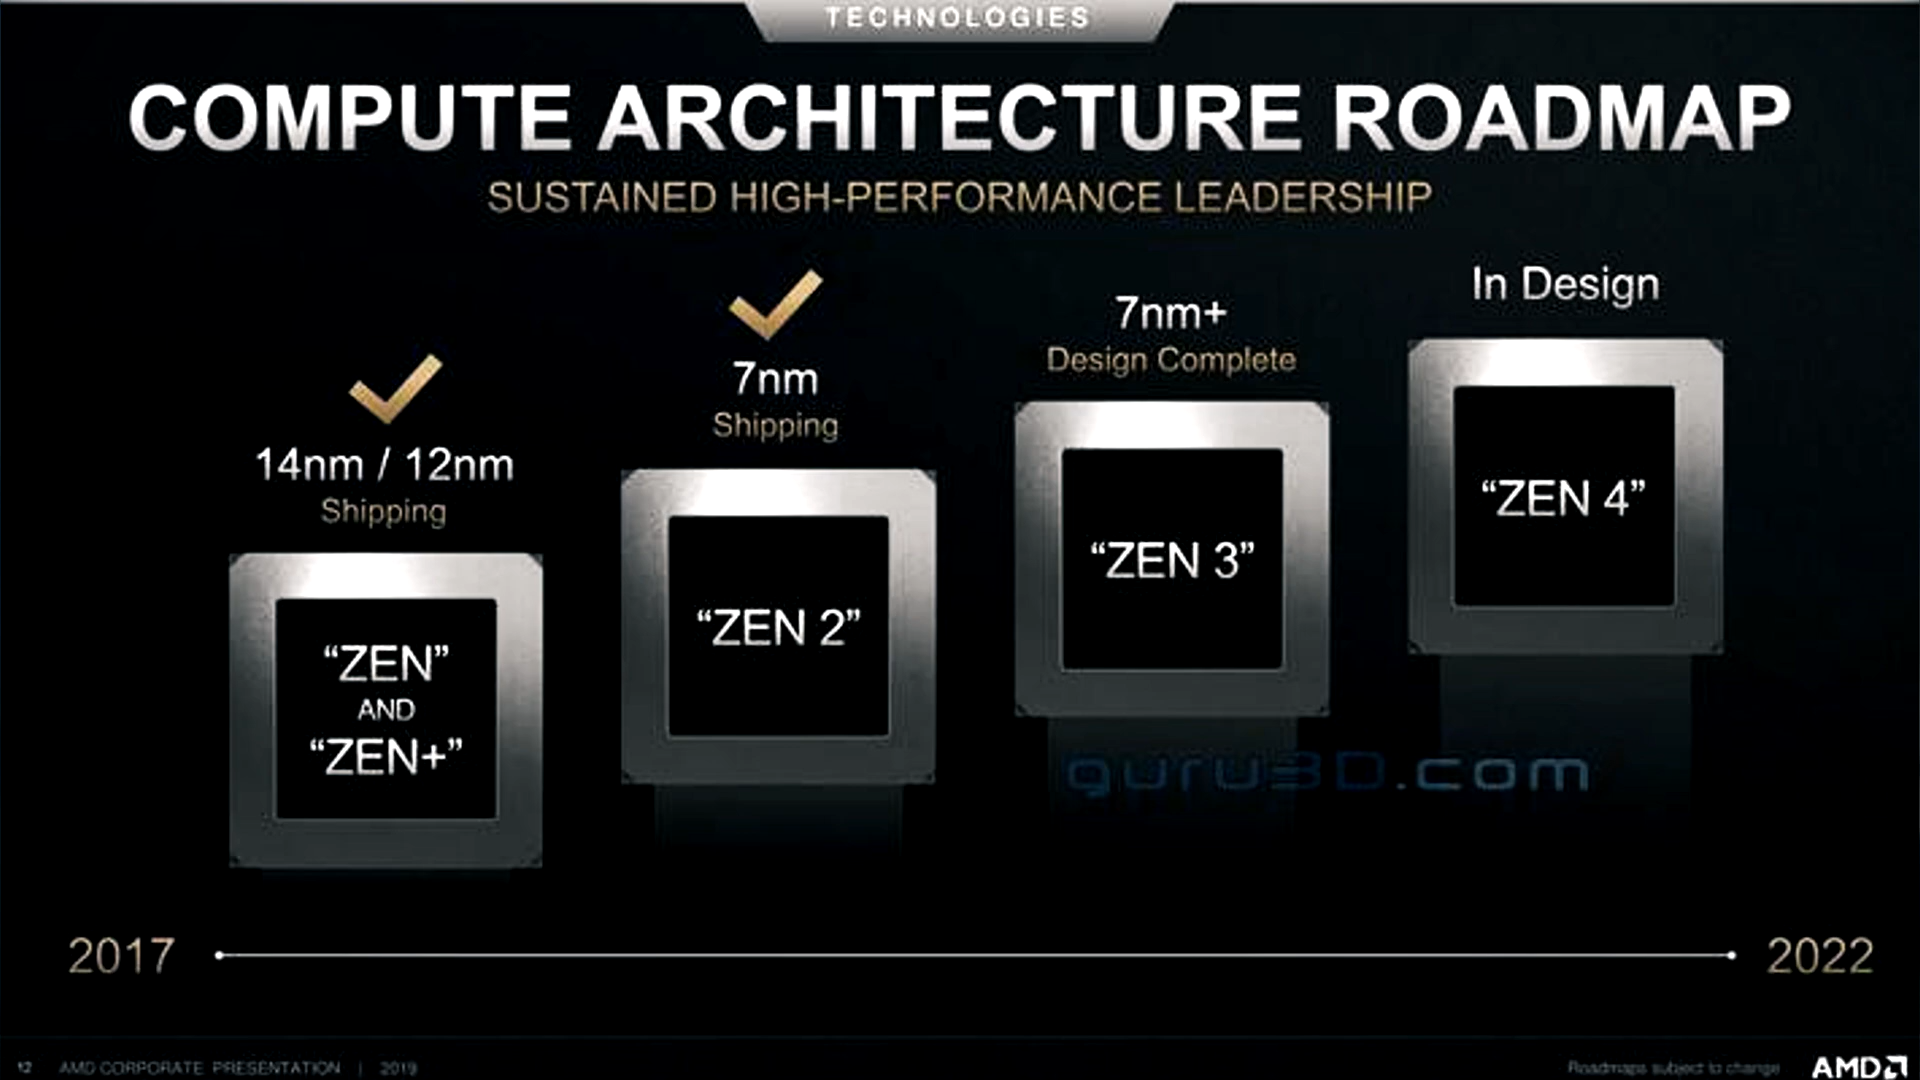 TECHNOLOGIES
COMPUTE ARCHITECTURE ROADMAP
SUSTAINED HIGH-PERFORMANCE LEADERSHIP
14nm / 12nm
Shipping
“ZEN”
AND
“ZEN+”
7nm
Shipping
“ZEN 2”
7nm+
Design Complete
“ZEN 3”
In Design
“ZEN 4”
guru3D.com
2017
2022
12 AMD CORPORATE PRESENTATION | 2019
Roadmaps subject to change
AMD